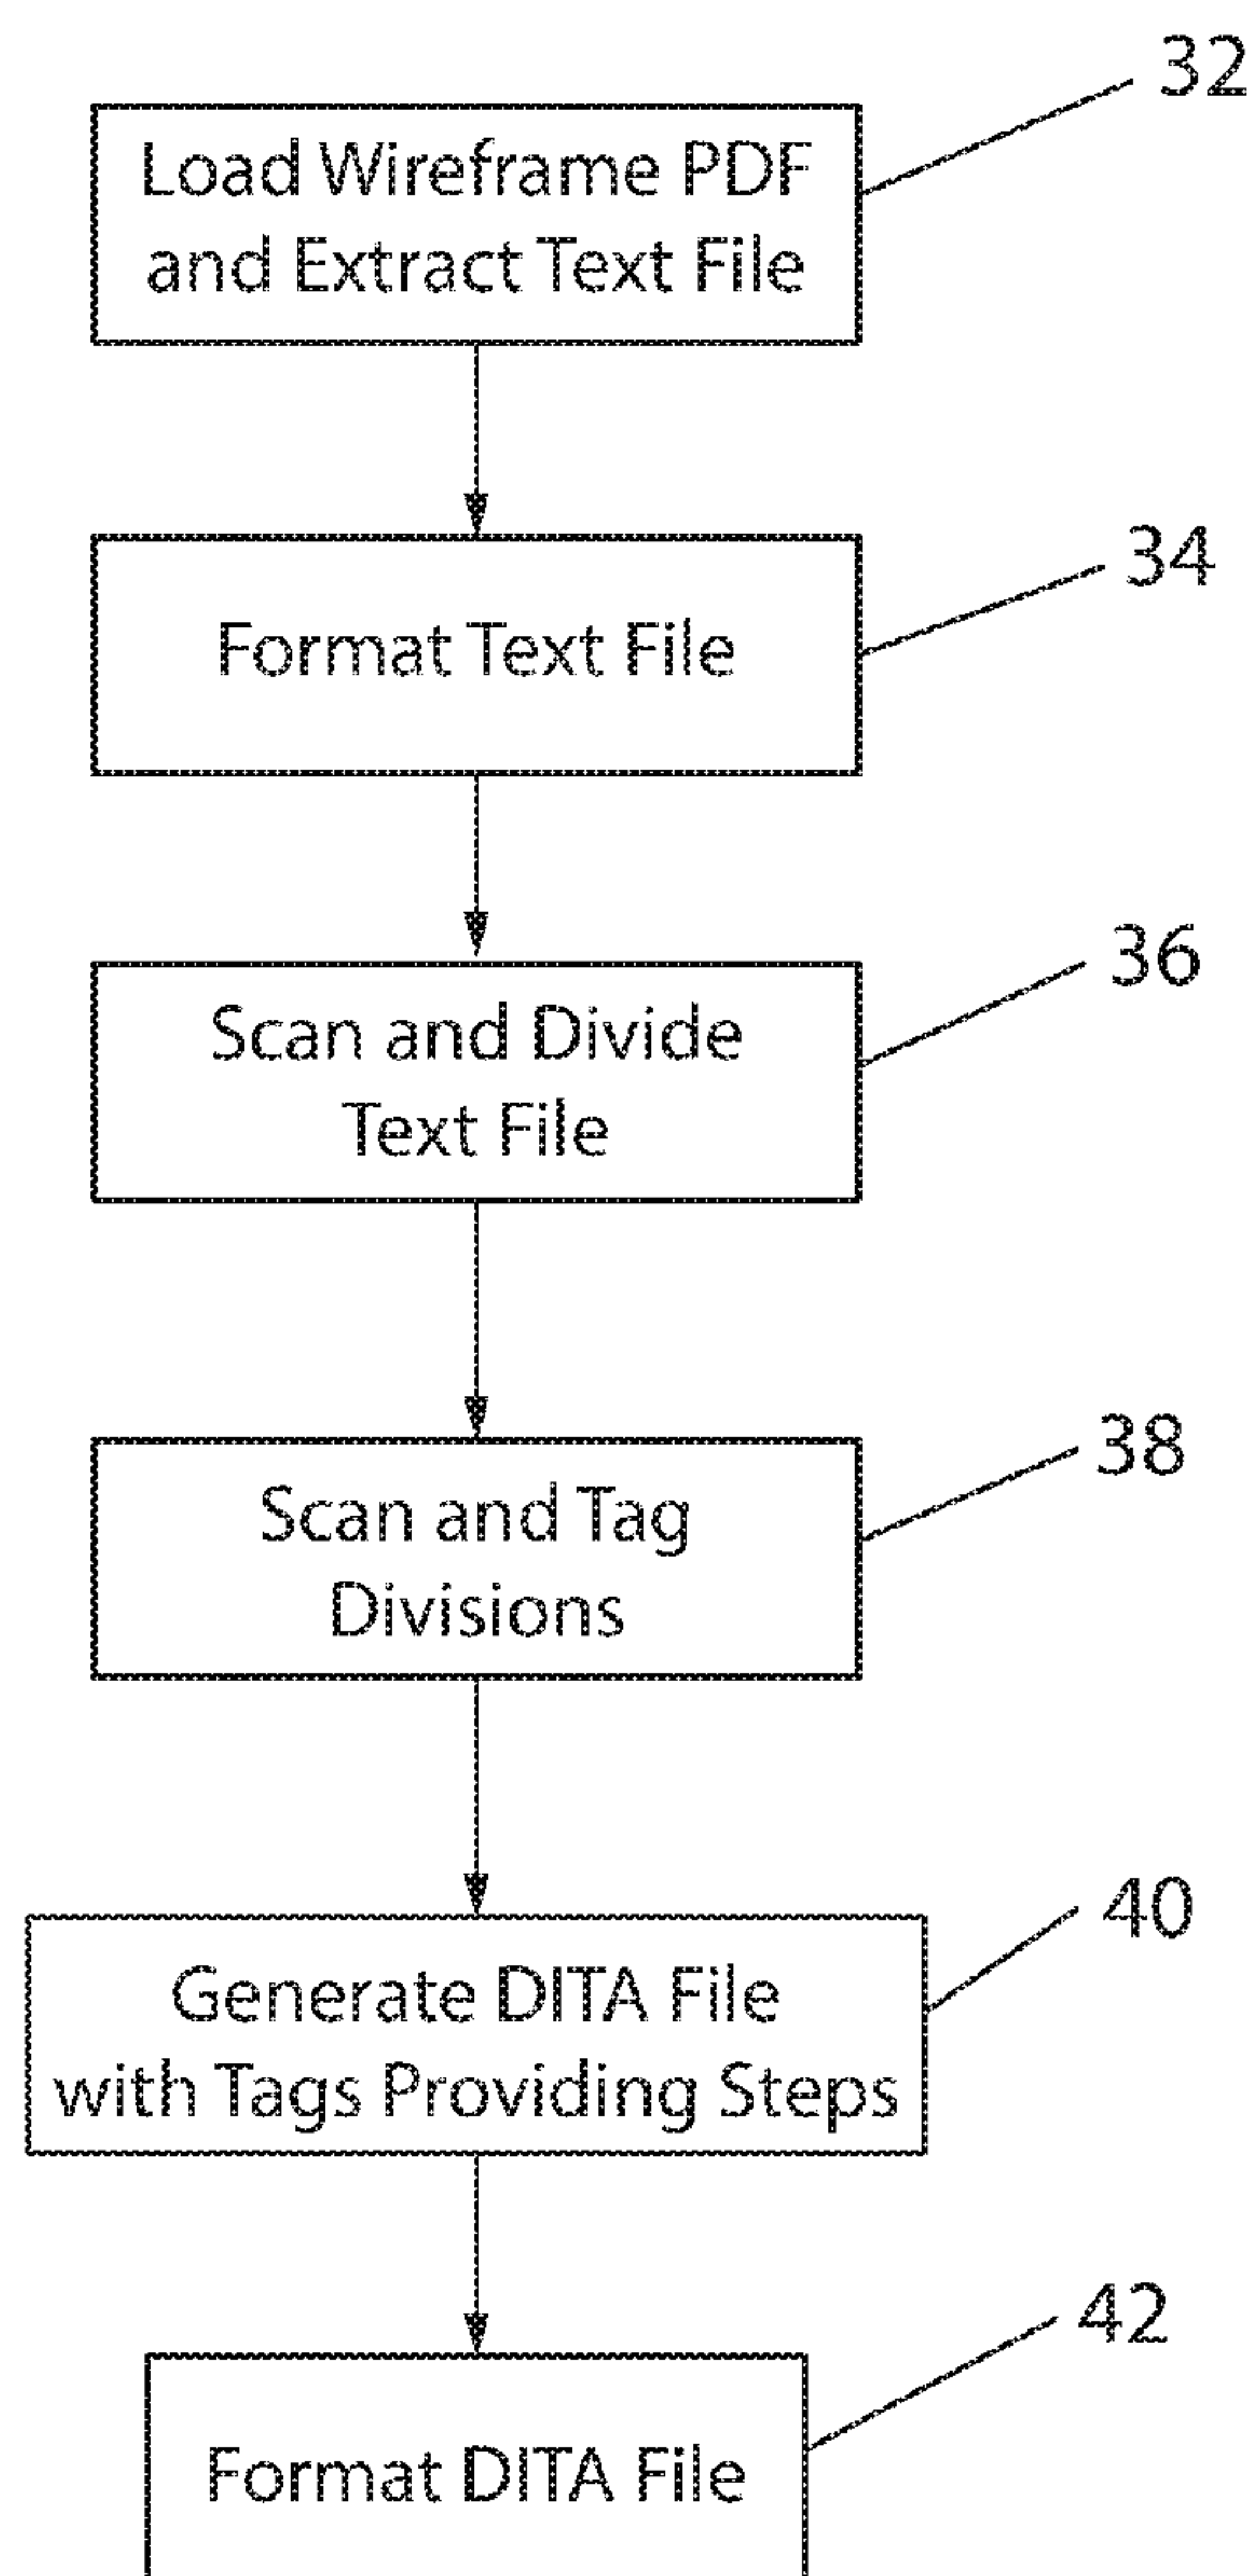 32
Load Wireframe PDF
and Extract Text File
34
Format Text File
36
Scan and Divide
Text File
38
Scan and Tag
Divisions
40
Generate DITA File
with Tags Providing Steps
42
Format DITA File